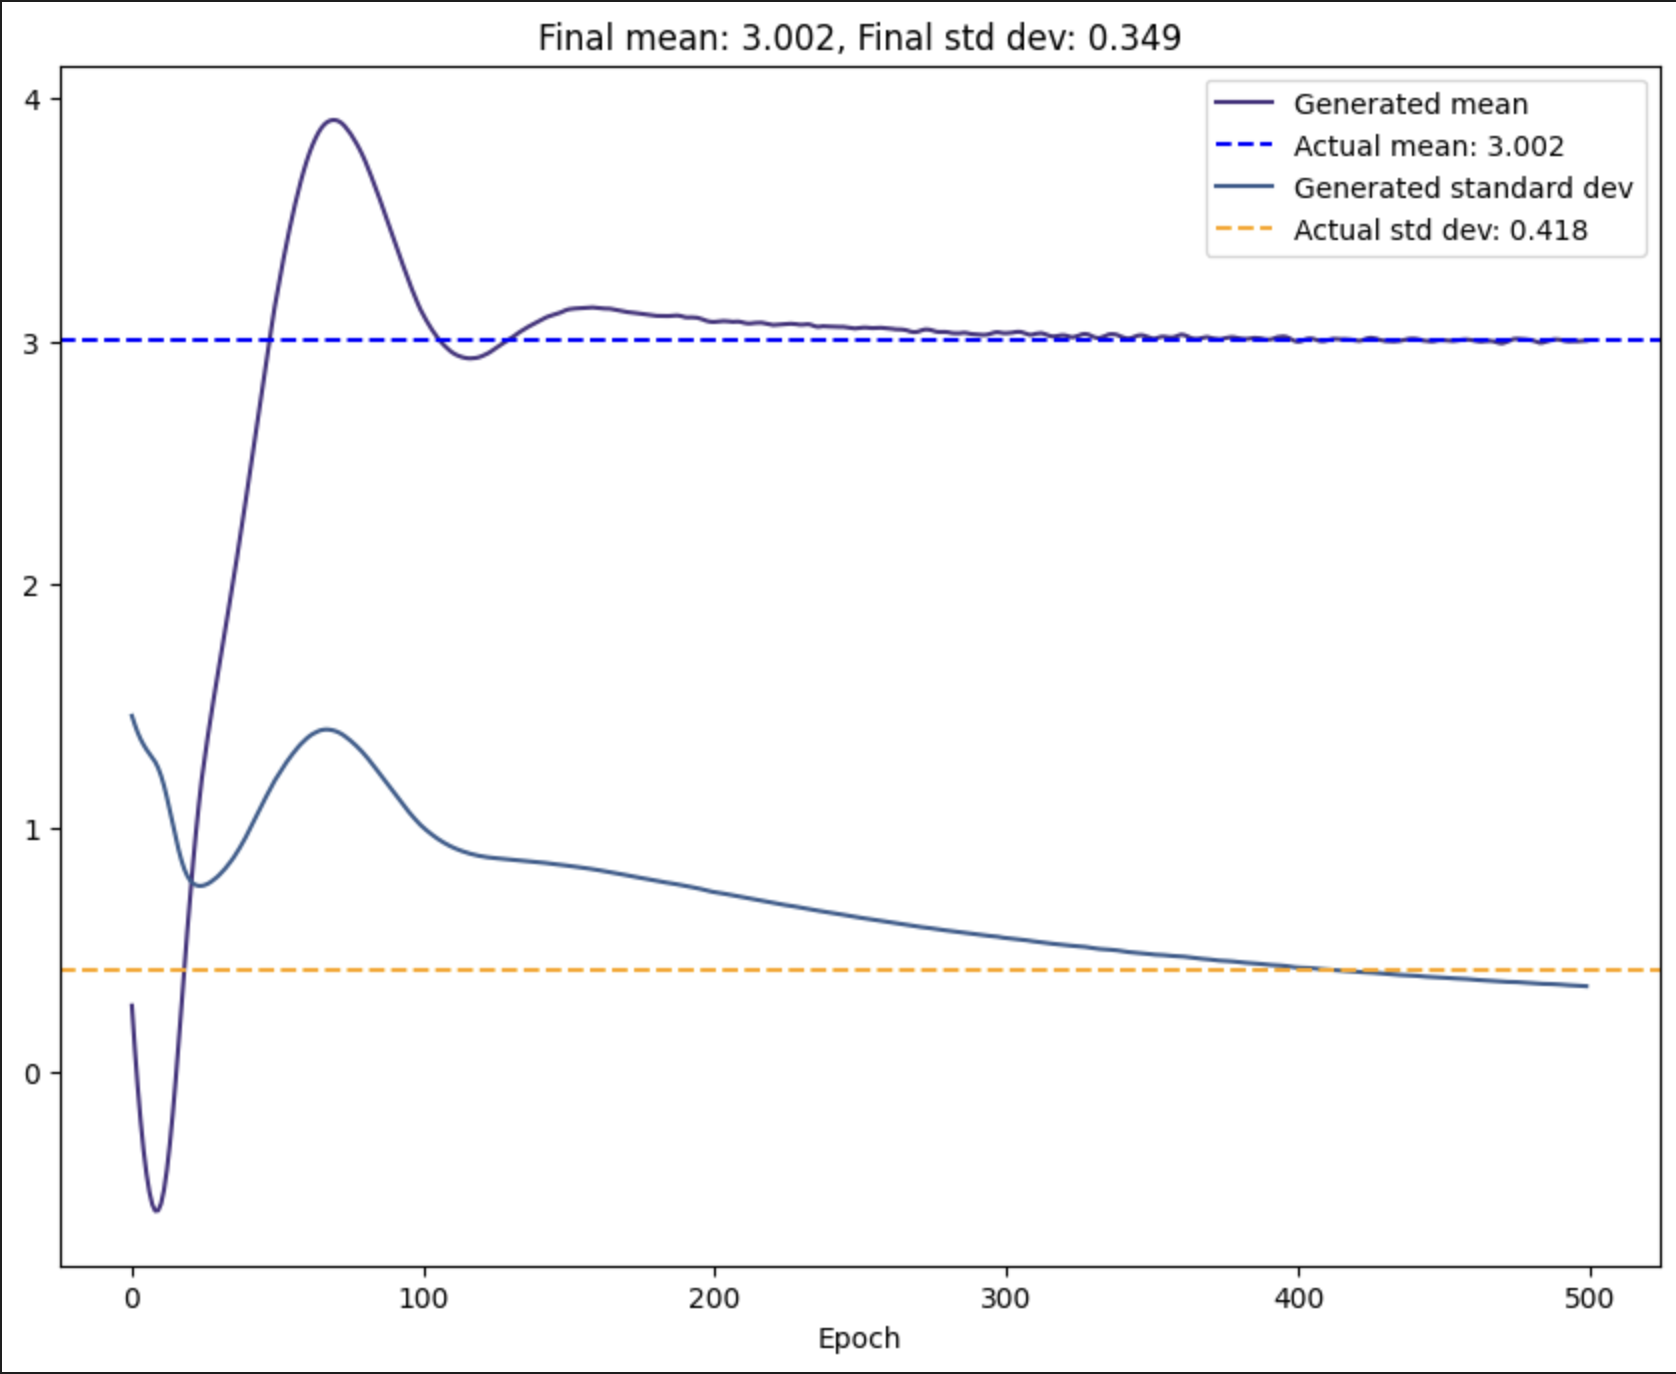 Final mean: 3.002, Final std dev: 0.349
4
3
2
1
0
Generated mean
Actual mean: 3.002
Generated standard dev
Actual std dev: 0.418
0 100 200 300 400 500
Epoch